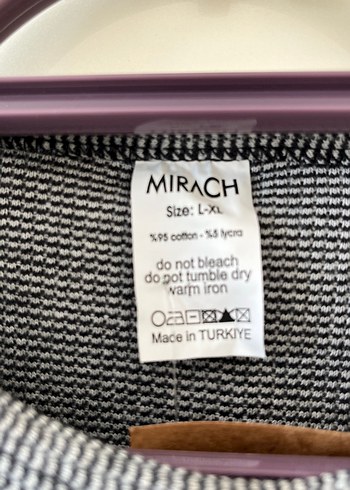 MIRACH
Size: L-XL
%95 cotton - %5 lycra
do not bleach
do not tumble dry
warm iron
Made in TURKIYE